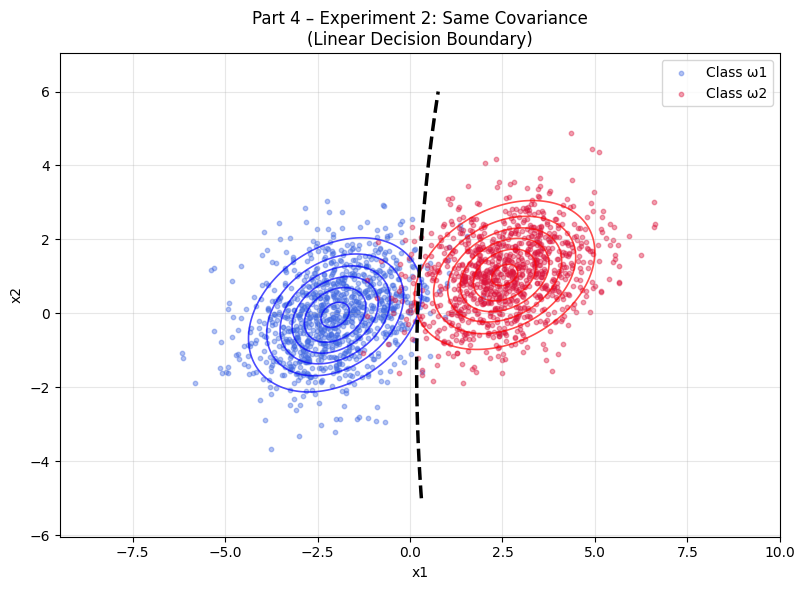 Part 4 – Experiment 2: Same Covariance
(Linear Decision Boundary)
Class ω1
Class ω2
x2
6
4
2
0
−2
−4
−6
−7.5
−5.0
−2.5
0.0
2.5
5.0
7.5
10.0
x1